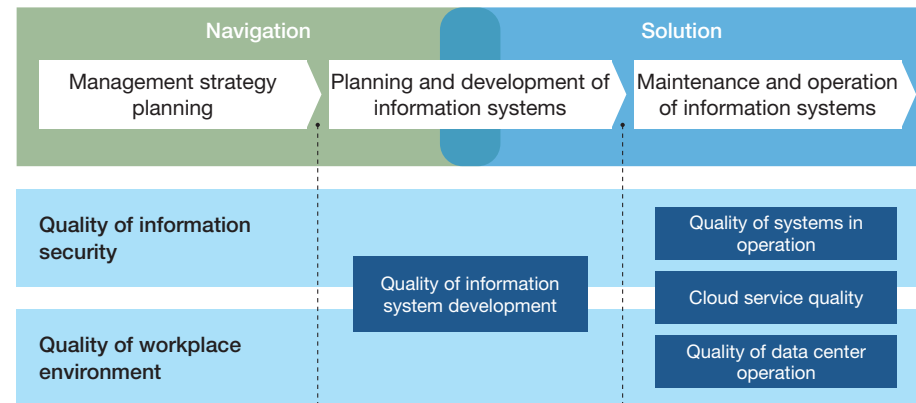 Navigation
Solution
Management strategy
planning
Planning and development of
information systems
Maintenance and operation
of information systems
Quality of information
security
Quality of systems in
operation
Quality of information
system development
Cloud service quality
Quality of workplace
environment
Quality of data center
operation